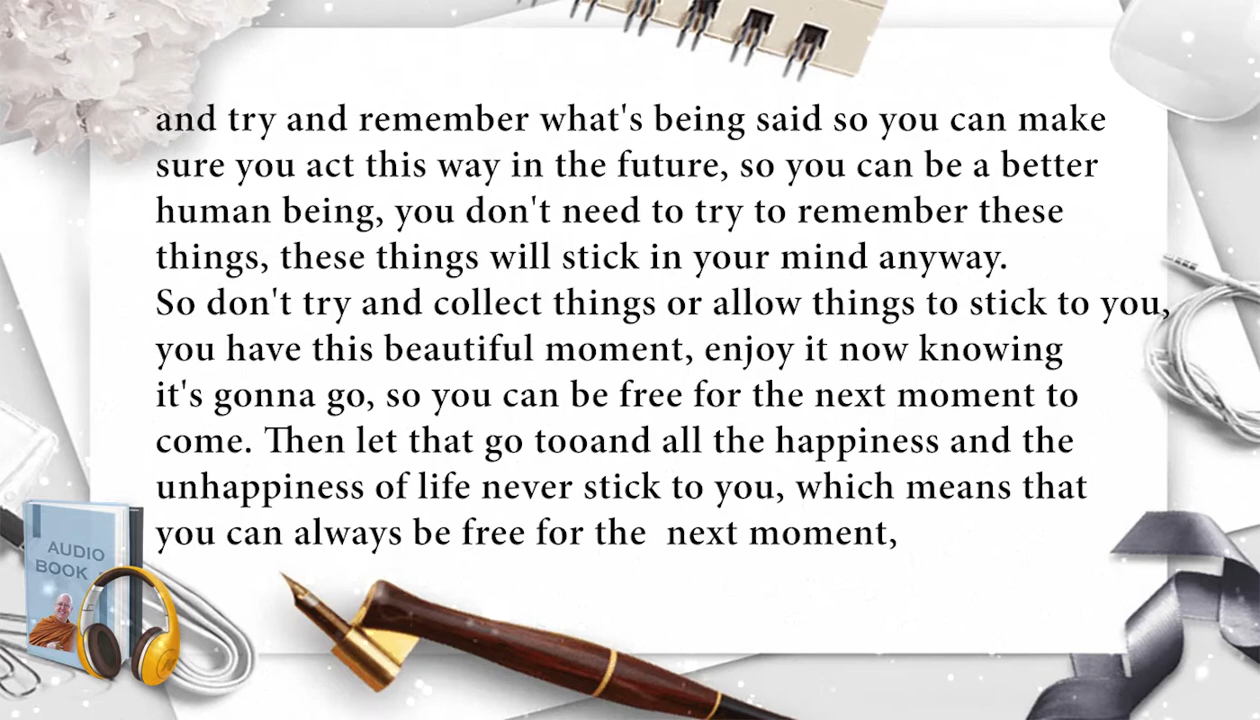 and try and remember what's being said so you can make
sure you act this way in the future, so you can be a better
human being, you don't need to try to remember these
things, these things will stick in your mind anyway.
So don't try and collect things or allow things to stick to you,
you have this beautiful moment, enjoy it now knowing
it's gonna go, so you can be free for the next moment to
come. Then let that go tooand all the happiness and the
unhappiness of life never stick to you, which means that
you can always be free for the  next moment,
AUDIO
BOOK